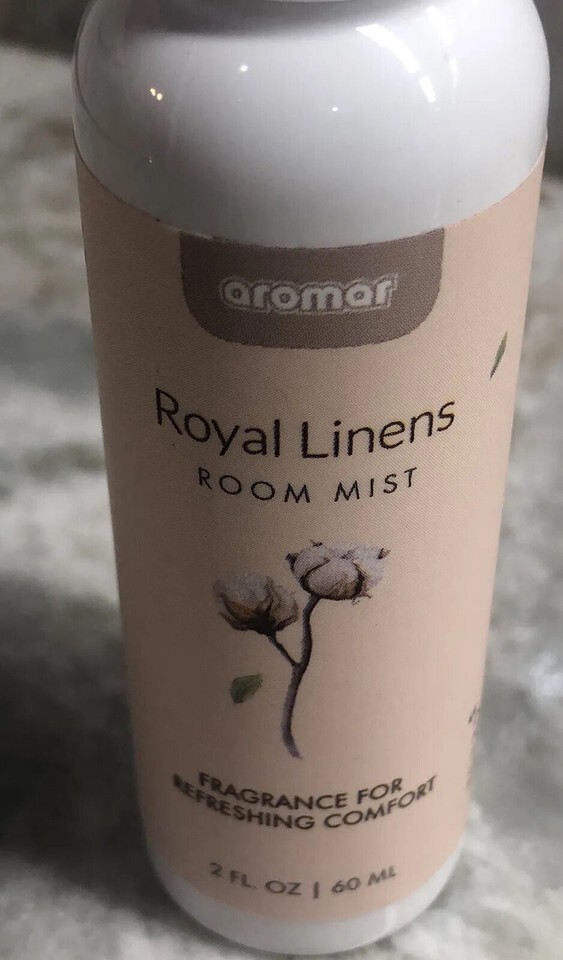 aromar
Royal Linens
ROOM MIST
FRAGRANCE FOR
REFRESHING COMFORT
2 FL. OZ | 60 ML